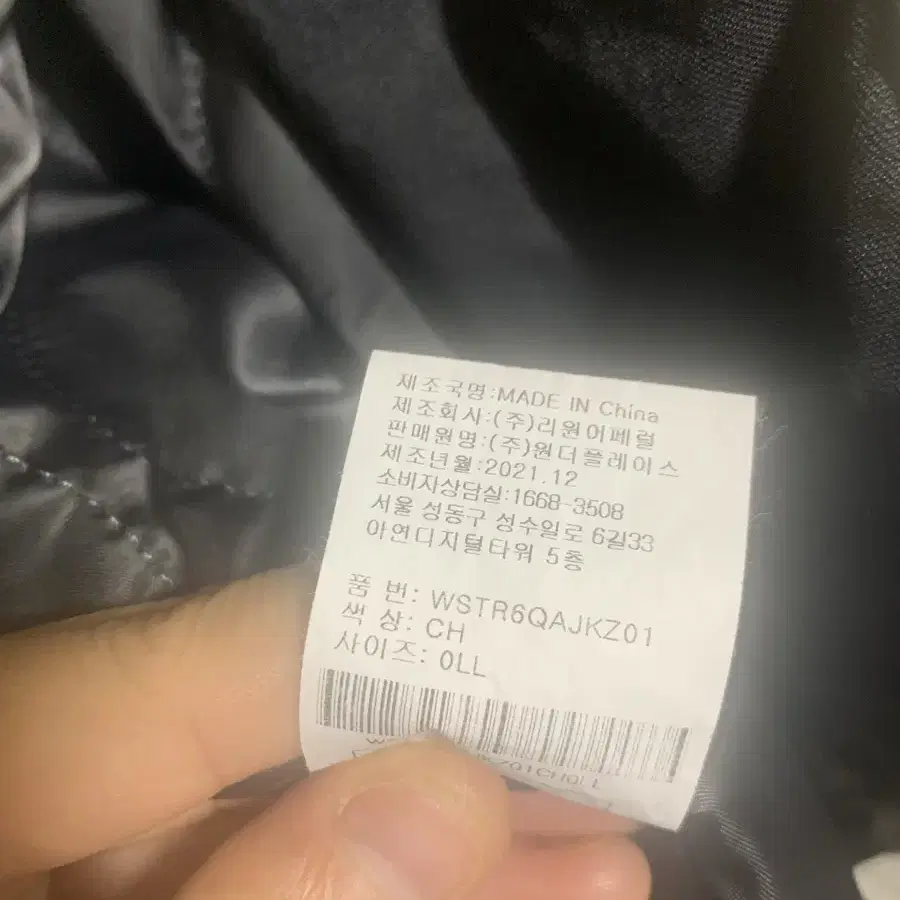 제조국명:MADE IN China
제조회사:(주)리원어페럴
판매원명:(주)원더플레이스
제조년월:2021.12
소비자상담실:1668-3508
서울 성동구 성수일로 6길33
아연디지털타워 5층
품 번: WSTR6QAJKZ01
색 상: CH
사이즈: 0LL